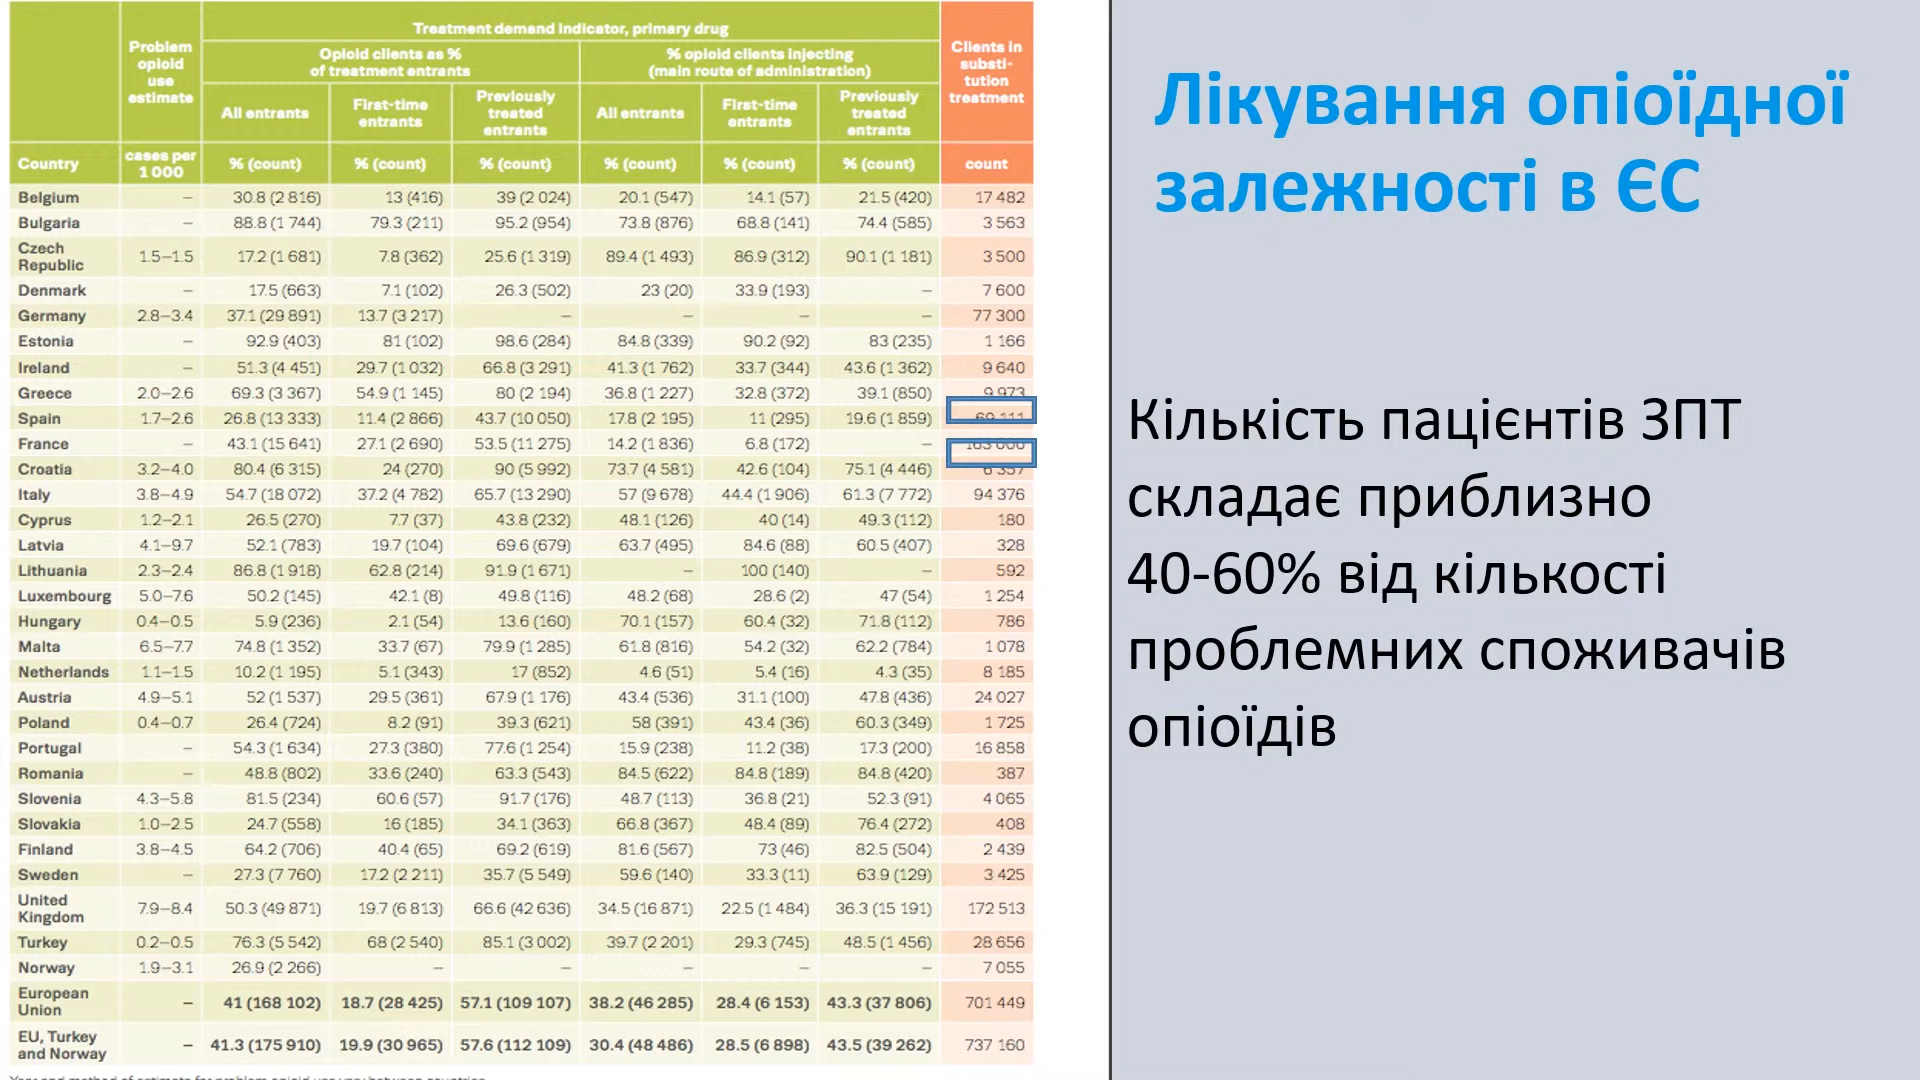 Treatment demand indicator, primary drug
Problem opioid use estimate
Opioid clients as % of treatment entrants
% opioid clients injecting (main route of administration)
Clients in substi-tution treatment
All entrants
First-time entrants
Previously treated entrants
All entrants
First-time entrants
Previously treated entrants
Country cases per 1 000 % (count) % (count) % (count) % (count) % (count) % (count) count
Belgium – 30.8 (2 816) 13 (416) 39 (2 024) 20.1 (547) 14.1 (57) 21.5 (420) 17 482
Bulgaria – 88.8 (1 744) 79.3 (211) 95.2 (954) 73.8 (876) 68.8 (141) 74.4 (585) 3 563
Czech Republic 1.5–1.5 17.2 (1 681) 7.8 (362) 25.6 (1 319) 89.4 (1 493) 86.9 (312) 90.1 (1 181) 3 500
Denmark – 17.5 (663) 7.1 (102) 26.3 (502) 23 (20) 33.9 (193) – 7 600
Germany 2.8–3.4 37.1 (29 891) 13.7 (3 217) – – – – 77 300
Estonia – 92.9 (403) 81 (102) 98.6 (284) 84.8 (339) 90.2 (92) 83 (235) 1 166
Ireland – 51.3 (4 451) 29.7 (1 032) 66.8 (3 291) 41.3 (1 762) 33.7 (344) 43.6 (1 362) 9 640
Greece 2.0–2.6 69.3 (3 367) 54.9 (1 145) 80 (2 194) 36.8 (1 227) 32.8 (372) 39.1 (850) 9 973
Spain 1.7–2.6 26.8 (13 333) 11.4 (2 866) 43.7 (10 050) 17.8 (2 195) 11 (295) 19.6 (1 859) 69 111
France – 43.1 (15 641) 27.1 (2 690) 53.5 (11 275) 14.2 (1 836) 6.8 (172) – 163 000
Croatia 3.2–4.0 80.4 (6 315) 24 (270) 90 (5 992) 73.7 (4 581) 42.6 (104) 75.1 (4 446) 6 357
Italy 3.8–4.9 54.7 (18 072) 37.2 (4 782) 65.7 (13 290) 57 (9 678) 44.4 (1 906) 61.3 (7 772) 94 376
Cyprus 1.2–2.1 26.5 (270) 7.7 (37) 43.8 (232) 48.1 (126) 40 (14) 49.3 (112) 180
Latvia 4.1–9.7 52.1 (783) 19.7 (104) 69.6 (679) 63.7 (495) 84.6 (88) 60.5 (407) 328
Lithuania 2.3–2.4 86.8 (1 918) 62.8 (214) 91.9 (1 671) – 100 (140) – 592
Luxembourg 5.0–7.6 50.2 (145) 42.1 (8) 49.8 (116) 48.2 (68) 28.6 (2) 47 (54) 1 254
Hungary 0.4–0.5 5.9 (236) 2.1 (54) 13.6 (160) 70.1 (157) 60.4 (32) 71.8 (112) 786
Malta 6.5–7.7 74.8 (1 352) 33.7 (67) 79.9 (1 285) 61.8 (816) 54.2 (32) 62.2 (784) 1 078
Netherlands 1.1–1.5 10.2 (1 195) 5.1 (343) 17 (852) 4.6 (51) 5.4 (16) 4.3 (35) 8 185
Austria 4.9–5.1 52 (1 537) 29.5 (361) 67.9 (1 176) 43.4 (536) 31.1 (100) 47.8 (436) 24 027
Poland 0.4–0.7 26.4 (724) 8.2 (91) 39.3 (621) 58 (391) 43.4 (36) 60.3 (349) 1 725
Portugal – 54.3 (1 634) 27.3 (380) 77.6 (1 254) 15.9 (238) 11.2 (38) 17.3 (200) 16 858
Romania – 48.8 (802) 33.6 (240) 63.3 (543) 84.5 (622) 84.8 (189) 84.8 (420) 387
Slovenia 4.3–5.8 81.5 (234) 60.6 (57) 91.7 (176) 48.7 (113) 36.8 (21) 52.3 (91) 4 065
Slovakia 1.0–2.5 24.7 (558) 16 (185) 34.1 (363) 66.8 (367) 48.4 (89) 76.4 (272) 408
Finland 3.8–4.5 64.2 (706) 40.4 (65) 69.2 (619) 81.6 (567) 73 (46) 82.5 (504) 2 439
Sweden – 27.3 (7 760) 17.2 (2 211) 35.7 (5 549) 59.6 (140) 33.3 (11) 63.9 (129) 3 425
United Kingdom 7.9–8.4 50.3 (49 871) 19.7 (6 813) 66.6 (42 636) 34.5 (16 871) 22.5 (1 484) 36.3 (15 191) 172 513
Turkey 0.2–0.5 76.3 (5 542) 68 (2 540) 85.1 (3 002) 39.7 (2 201) 29.3 (745) 48.5 (1 456) 28 656
Norway 1.9–3.1 26.9 (2 266) – – – – – 7 055
European Union – 41 (168 102) 18.7 (28 425) 57.1 (109 107) 38.2 (46 285) 28.4 (6 153) 43.3 (37 806) 701 449
EU, Turkey and Norway – 41.3 (175 910) 19.9 (30 965) 57.6 (112 109) 30.4 (48 486) 28.5 (6 898) 43.5 (39 262) 737 160
Лікування опіоїдної
залежності в ЄС
Кількість пацієнтів ЗПТ
складає приблизно
40-60% від кількості
проблемних споживачів
опіоїдів